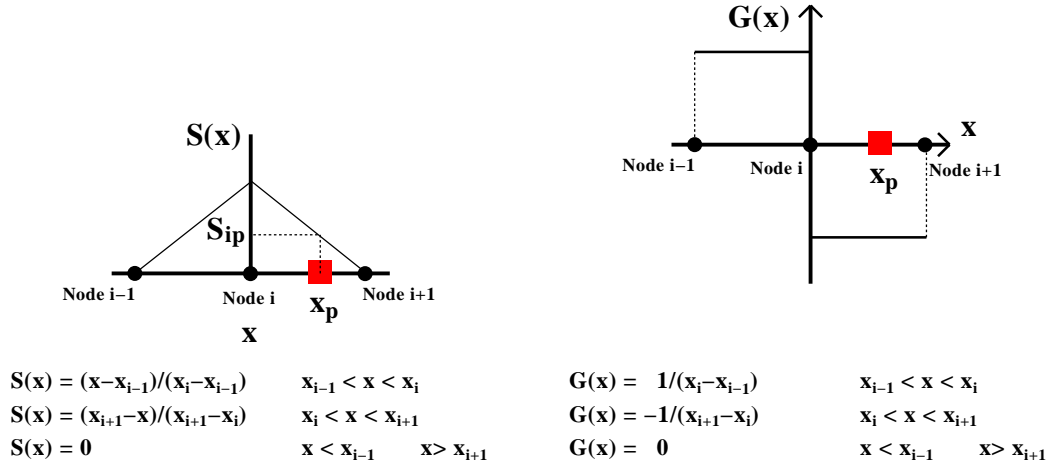 G(x)
x
Node i−1
Node i
Node i+1
x_p
S(x)
S_ip
Node i−1
Node i
Node i+1
x_p
x
S(x) = (x−x_{i−1})/(x_i−x_{i−1}) x_{i−1} < x < x_i
S(x) = (x_{i+1}−x)/(x_{i+1}−x_i) x_i < x < x_{i+1}
S(x) = 0 x < x_{i−1} x> x_{i+1}
G(x) = 1/(x_i−x_{i−1}) x_{i−1} < x < x_i
G(x) = −1/(x_{i+1}−x_i) x_i < x < x_{i+1}
G(x) = 0 x < x_{i−1} x> x_{i+1}